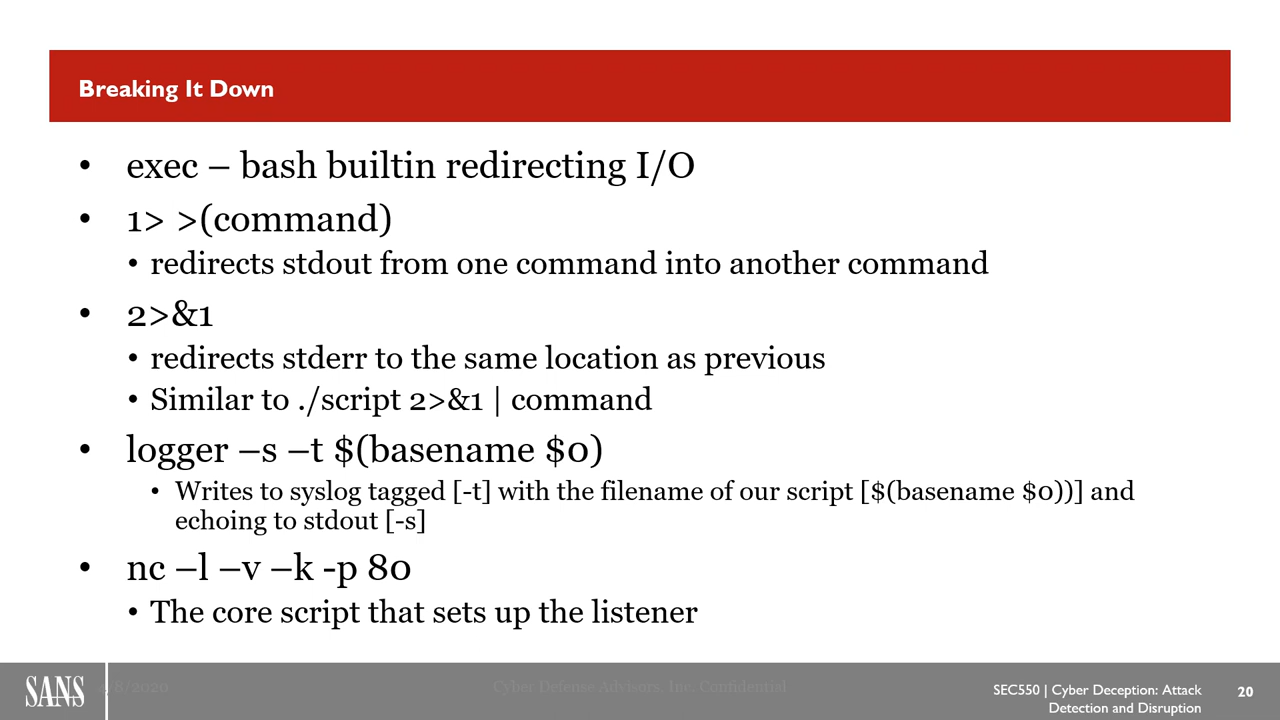 Breaking It Down
• exec – bash builtin redirecting I/O
• 1> >(command)
• redirects stdout from one command into another command
• 2>&1
• redirects stderr to the same location as previous
• Similar to ./script 2>&1 | command
• logger –s –t $(basename $0)
• Writes to syslog tagged [-t] with the filename of our script [$(basename $0))] and
echoing to stdout [-s]
• nc –l –v –k -p 80
• The core script that sets up the listener
SANS
Cyber Defense Advisors, Inc. Confidential
SEC550 | Cyber Deception: Attack
Detection and Disruption
20